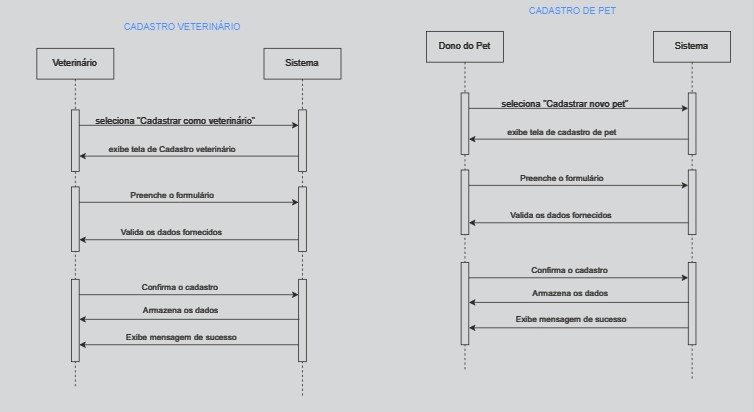 CADASTRO VETERINÁRIO
Veterinário
Sistema
seleciona "Cadastrar como veterinário"
exibe tela de Cadastro veterinário
Preenche o formulário
Valida os dados fornecidos
Confirma o cadastro
Armazena os dados
Exibe mensagem de sucesso
CADASTRO DE PET
Dono do Pet
Sistema
seleciona "Cadastrar novo pet"
exibe tela de cadastro de pet
Preenche o formulário
Valida os dados fornecidos
Confirma o cadastro
Armazena os dados
Exibe mensagem de sucesso